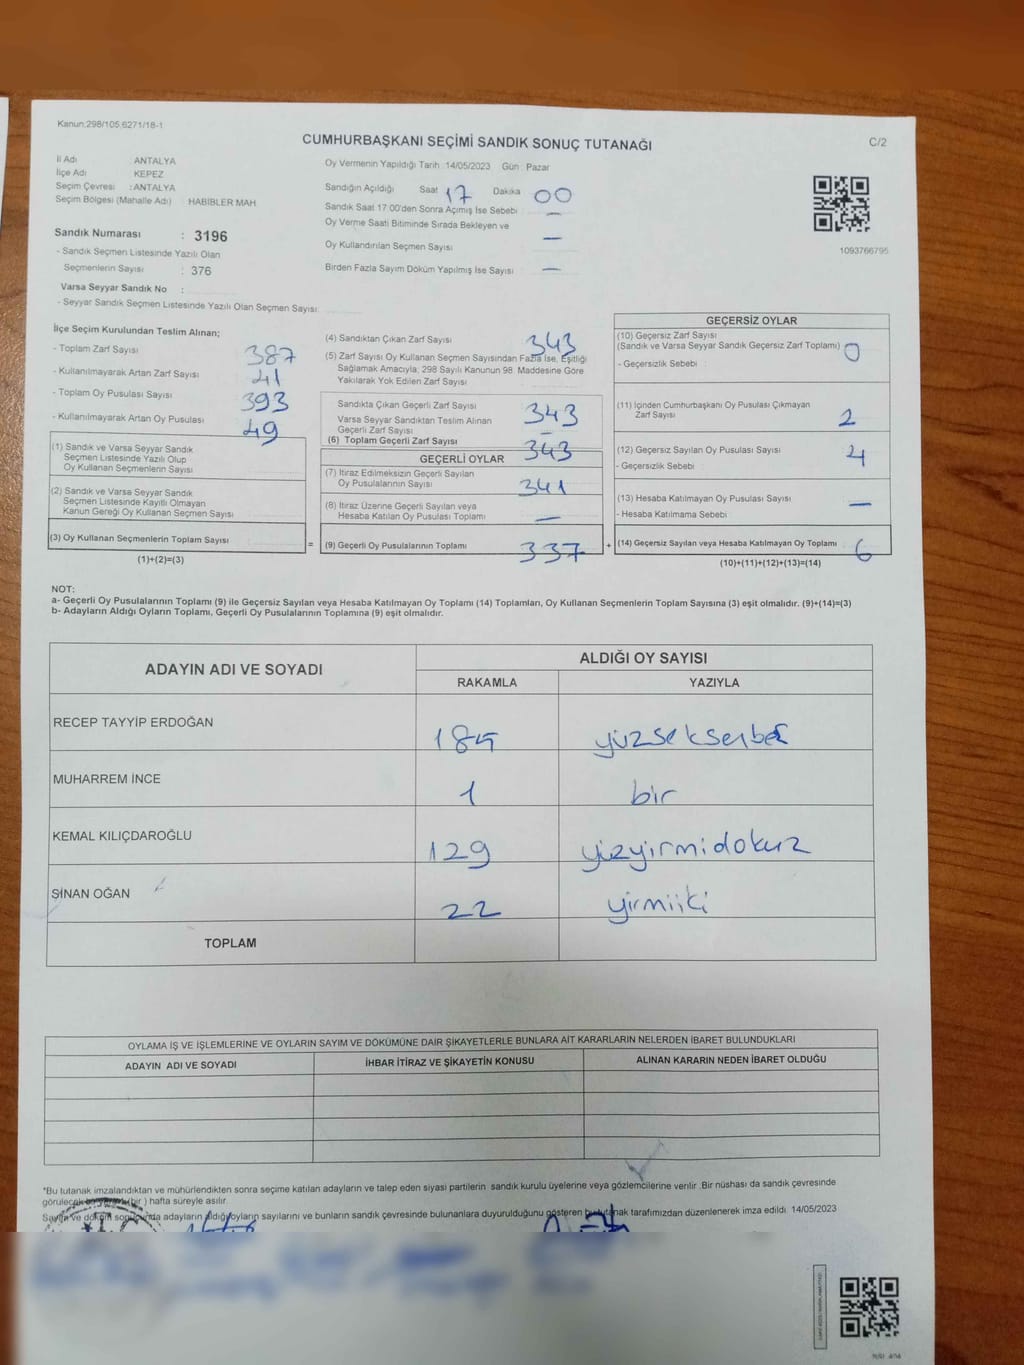 Kanun;298/105,6271/18-1
CUMHURBAŞKANI SEÇİMİ SANDIK SONUÇ TUTANAĞI
C/2
İl Adı ANTALYA
İlçe Adı KEPEZ
Seçim Çevresi : ANTALYA
Seçim Bölgesi (Mahalle Adı) : HABİBLER MAH
Sandık Numarası : 3196
- Sandık Seçmen Listesinde Yazılı Olan
Seçmenlerin Sayısı : 376
Varsa Seyyar Sandık No :
- Seyyar Sandık Seçmen Listesinde Yazılı Olan Seçmen Sayısı:
Oy Vermenin Yapıldığı Tarih : 14/05/2023 Gün : Pazar
Sandığın Açıldığı Saat 17 Dakika 00
Sandık Saat 17:00'den Sonra Açımış İse Sebebi —
Oy Verme Saati Bitiminde Sırada Bekleyen ve
Oy Kullandırılan Seçmen Sayısı —
Birden Fazla Sayım Döküm Yapılmış İse Sayısı —
1093766795
İlçe Seçim Kurulundan Teslim Alınan;
- Toplam Zarf Sayısı 387
- Kullanılmayarak Artan Zarf Sayısı 41
- Toplam Oy Pusulası Sayısı 393
- Kullanılmayarak Artan Oy Pusulası 49
(1) Sandık ve Varsa Seyyar Sandık
Seçmen Listesinde Yazılı Olup
Oy Kullanan Seçmenlerin Sayısı
(2) Sandık ve Varsa Seyyar Sandık
Seçmen Listesinde Kayıtlı Olmayan
Kanun Gereği Oy Kullanan Seçmen Sayısı
(3) Oy Kullanan Seçmenlerin Toplam Sayısı
(1)+(2)=(3)
=
(4) Sandıktan Çıkan Zarf Sayısı 343
(5) Zarf Sayısı Oy Kullanan Seçmen Sayısından Fazla İse, Eşitliği
Sağlamak Amacıyla, 298 Sayılı Kanunun 98. Maddesine Göre
Yakılarak Yok Edilen Zarf Sayısı
Sandıkta Çıkan Geçerli Zarf Sayısı 343
Varsa Seyyar Sandıktan Teslim Alınan
Geçerli Zarf Sayısı —
(6) Toplam Geçerli Zarf Sayısı 343
GEÇERLİ OYLAR
(7) İtiraz Edilmeksizin Geçerli Sayılan
Oy Pusulalarının Sayısı 341
(8) İtiraz Üzerine Geçerli Sayılan veya
Hesaba Katılan Oy Pusulası Toplamı —
(9) Geçerli Oy Pusulalarının Toplamı 337
+
GEÇERSİZ OYLAR
(10) Geçersiz Zarf Sayısı
(Sandık ve Varsa Seyyar Sandık Geçersiz Zarf Toplamı) 0
- Geçersizlik Sebebi
(11) İçinden Cumhurbaşkanı Oy Pusulası Çıkmayan
Zarf Sayısı 2
(12) Geçersiz Sayılan Oy Pusulası Sayısı 4
- Geçersizlik Sebebi
(13) Hesaba Katılmayan Oy Pusulası Sayısı —
- Hesaba Katılmama Sebebi
(14) Geçersiz Sayılan veya Hesaba Katılmayan Oy Toplamı 6
(10)+(11)+(12)+(13)=(14)
NOT:
a- Geçerli Oy Pusulalarının Toplamı (9) ile Geçersiz Sayılan veya Hesaba Katılmayan Oy Toplamı (14) Toplamları, Oy Kullanan Seçmenlerin Toplam Sayısına (3) eşit olmalıdır. (9)+(14)=(3)
b- Adayların Aldığı Oyların Toplamı, Geçerli Oy Pusulalarının Toplamına (9) eşit olmalıdır.
ADAYIN ADI VE SOYADI
ALDIĞI OY SAYISI
RAKAMLA YAZIYLA
RECEP TAYYİP ERDOĞAN 185 yüzseksenbeş
MUHARREM İNCE 1 bir
KEMAL KILIÇDAROĞLU 129 yüzyirmidokuz
SİNAN OĞAN 22 yirmiiki
TOPLAM
OYLAMA İŞ VE İŞLEMLERİNE VE OYLARIN SAYIM VE DÖKÜMÜNE DAİR ŞİKAYETLERLE BUNLARA AİT KARARLARIN NELERDEN İBARET BULUNDUKLARI
ADAYIN ADI VE SOYADI İHBAR İTİRAZ VE ŞİKAYETİN KONUSU ALINAN KARARIN NEDEN İBARET OLDUĞU
*Bu tutanak imzalandıktan ve mühürlendikten sonra seçime katılan adayların ve talep eden siyasi partilerin sandık kurulu üyelerine veya gözlemcilerine verilir .Bir nüshası da sandık çevresinde
görülecek bir ) hafta süreyle asılır.
Sayım ve döküm sonunda adayların aldığı oyların sayılarını ve bunların sandık çevresinde bulunanlara duyurulduğunu gösteren bu tutanak tarafımızdan düzenlenerek imza edildi. 14/05/2023